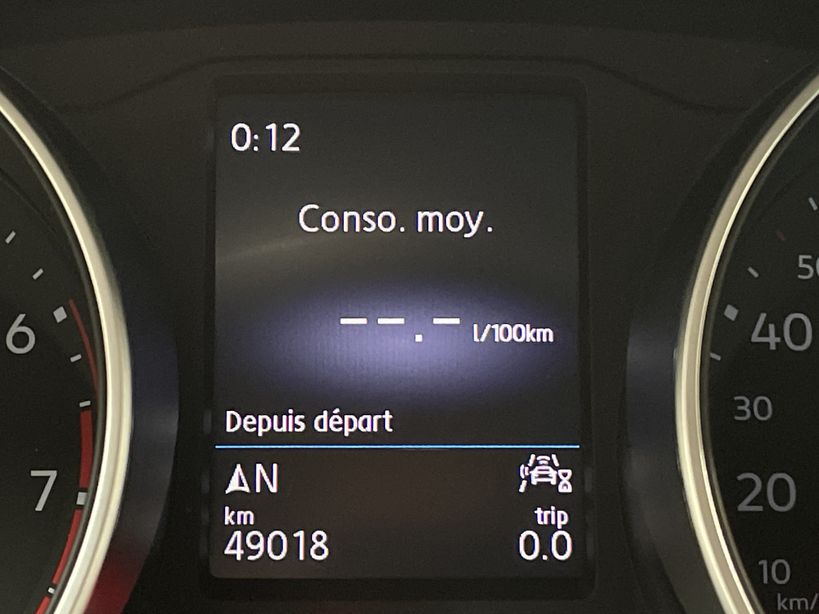 0:12
Conso. moy.
--.- l/100km
Depuis départ
N
km trip
49018 0.0
6
7
50
40
30
20
10
km/